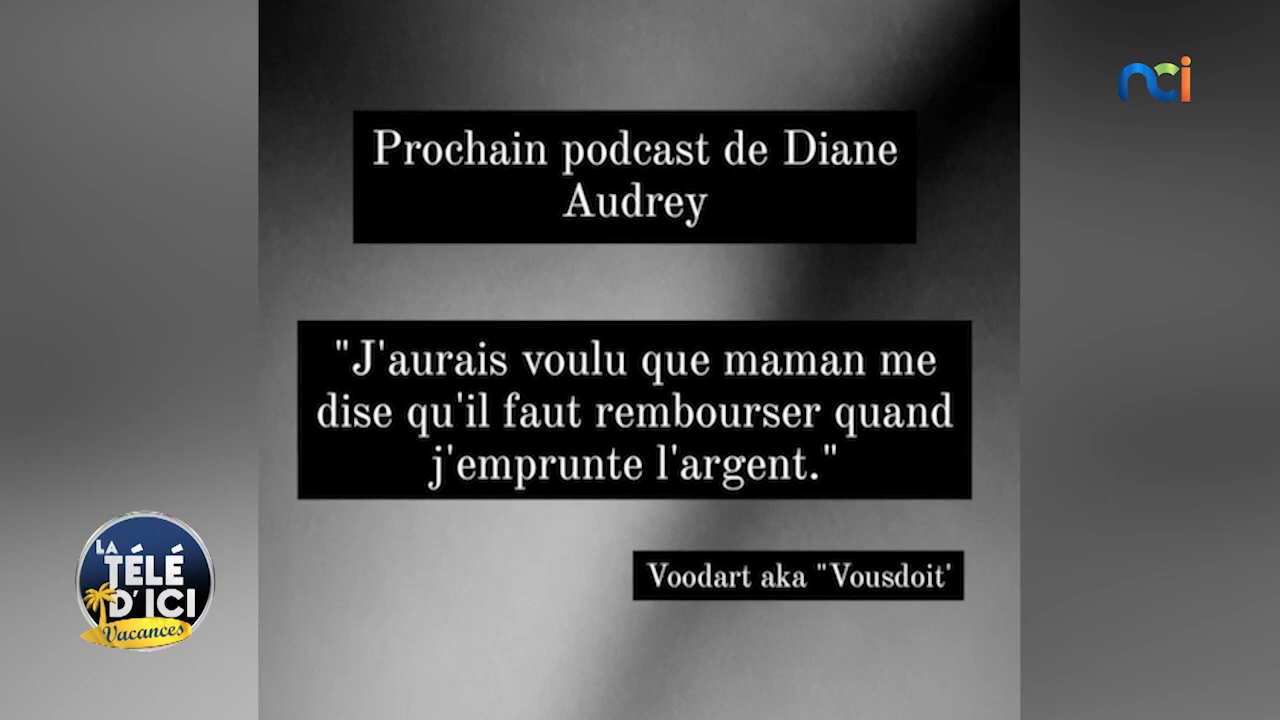 nci
Prochain podcast de Diane
Audrey
"J'aurais voulu que maman me
dise qu'il faut rembourser quand
j'emprunte l'argent."
Voodart aka "Vousdoit'
LA
TÉLÉ
D'ICI
Vacances